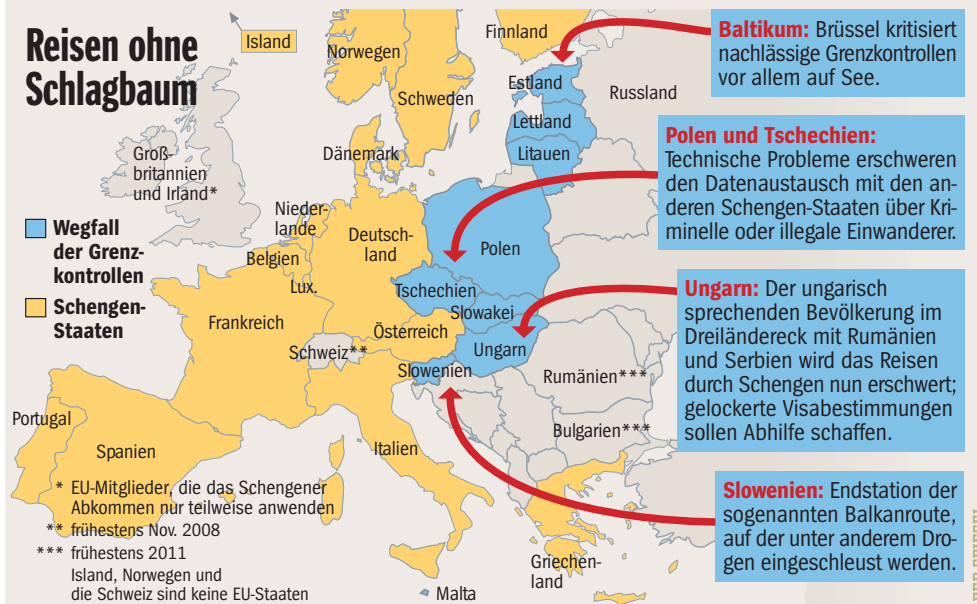 Reisen ohne
Schlagbaum
Island
Norwegen
Finnland
Schweden
Estland
Lettland
Litauen
Russland
Dänemark
Groß-
britannien
und Irland*
Nieder-
lande
Belgien
Lux.
Deutsch-
land
Polen
Tschechien
Slowakei
Frankreich
Österreich
Schweiz**
Ungarn
Slowenien
Rumänien***
Bulgarien***
Portugal
Spanien
Italien
Griechen-
land
Malta
Wegfall
der Grenz-
kontrollen
Schengen-
Staaten
* EU-Mitglieder, die das Schengener
Abkommen nur teilweise anwenden
** frühestens Nov. 2008
*** frühestens 2011
Island, Norwegen und
die Schweiz sind keine EU-Staaten
Baltikum: Brüssel kritisiert
nachlässige Grenzkontrollen
vor allem auf See.
Polen und Tschechien:
Technische Probleme erschweren
den Datenaustausch mit den an-
deren Schengen-Staaten über Kri-
minelle oder illegale Einwanderer.
Ungarn: Der ungarisch
sprechenden Bevölkerung im
Dreiländereck mit Rumänien
und Serbien wird das Reisen
durch Schengen nun erschwert;
gelockerte Visabestimmungen
sollen Abhilfe schaffen.
Slowenien: Endstation der
sogenannten Balkanroute,
auf der unter anderem Dro-
gen eingeschleust werden.
DER SPIEGEL